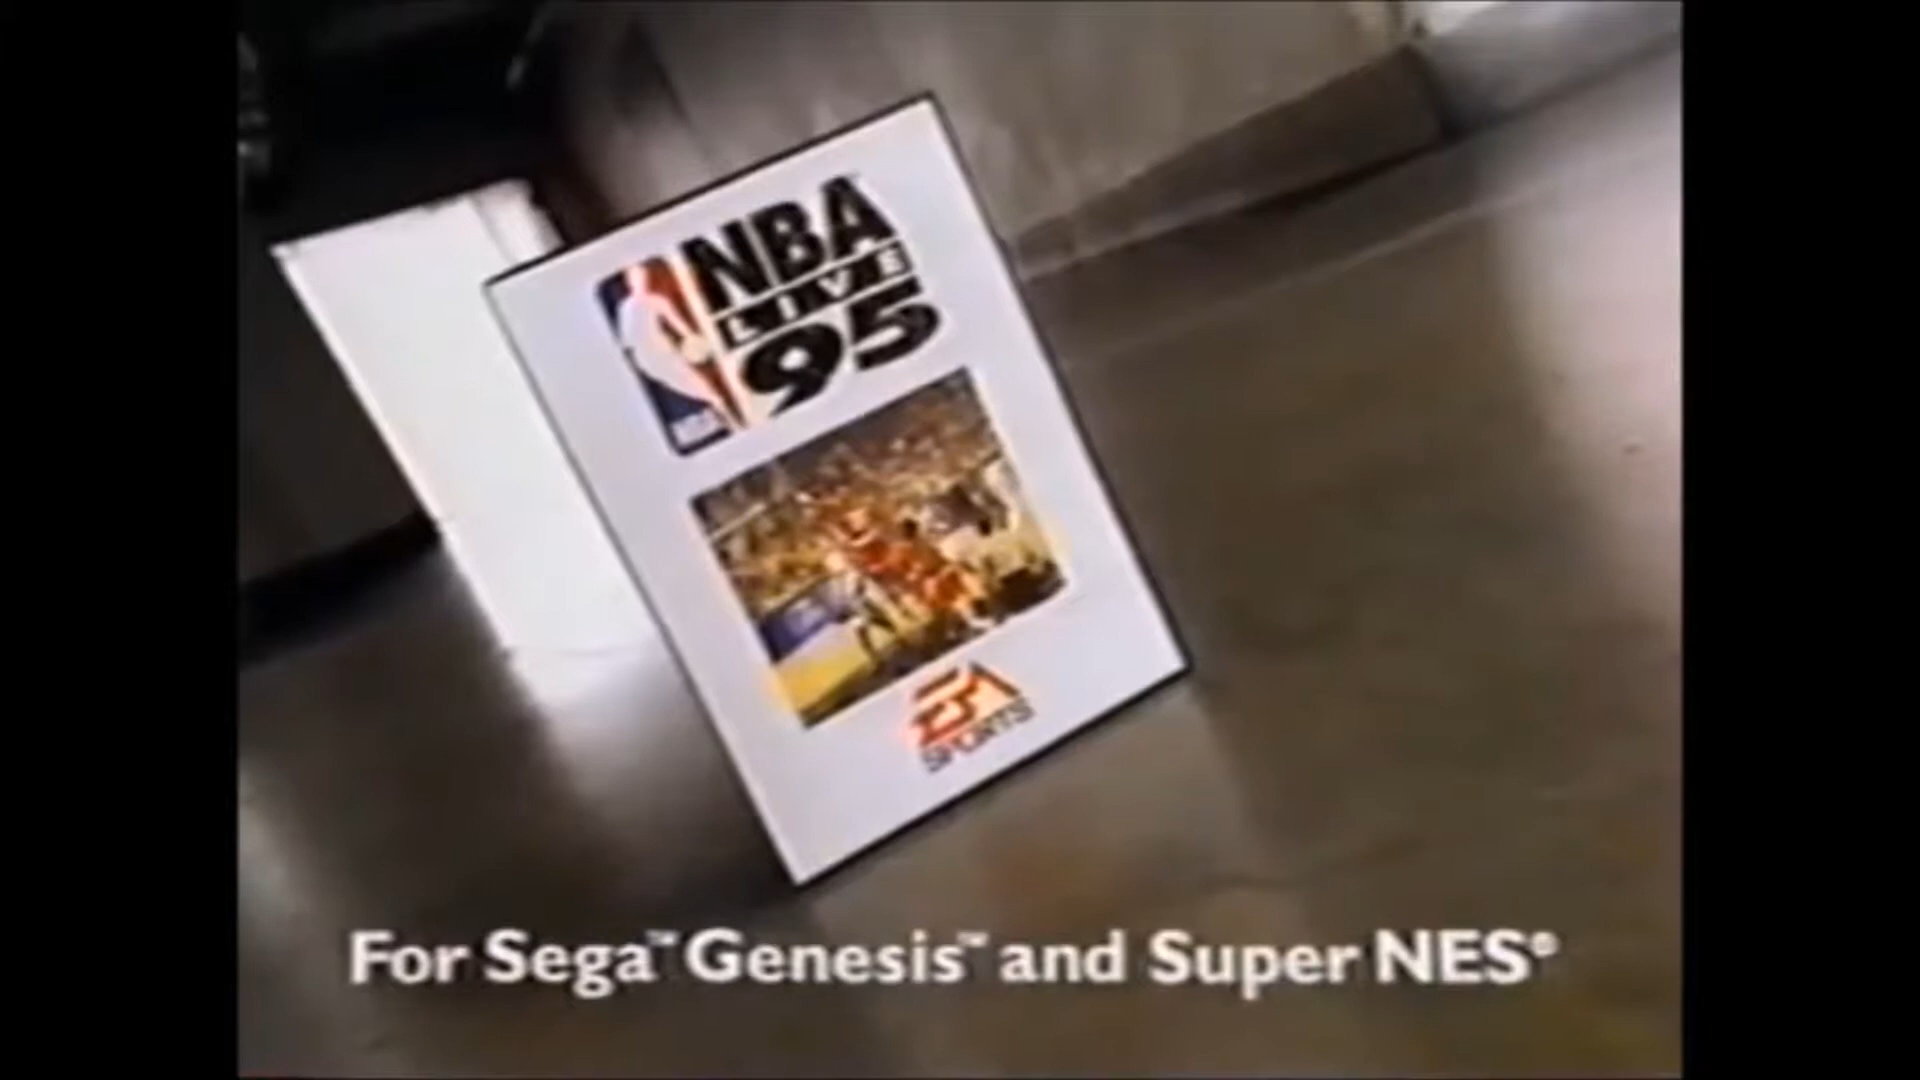 NBA
LIVE
95
EA
SPORTS
For Sega™ Genesis™ and Super NES®